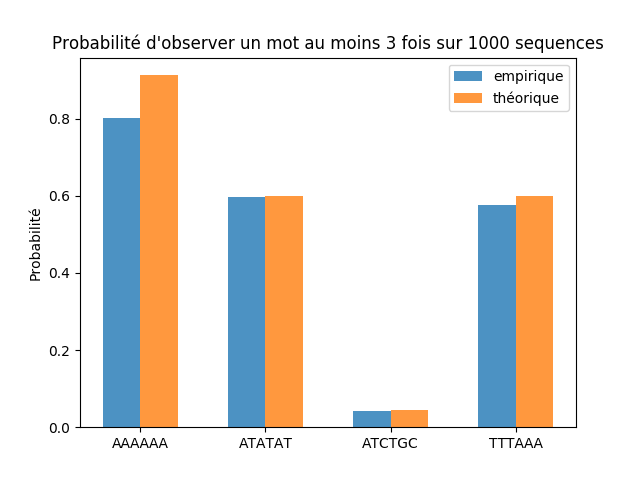 Probabilité d'observer un mot au moins 3 fois sur 1000 sequences
empirique
théorique
Probabilité
0.8
0.6
0.4
0.2
0.0
AAAAAA
ATATAT
ATCTGC
TTTAAA